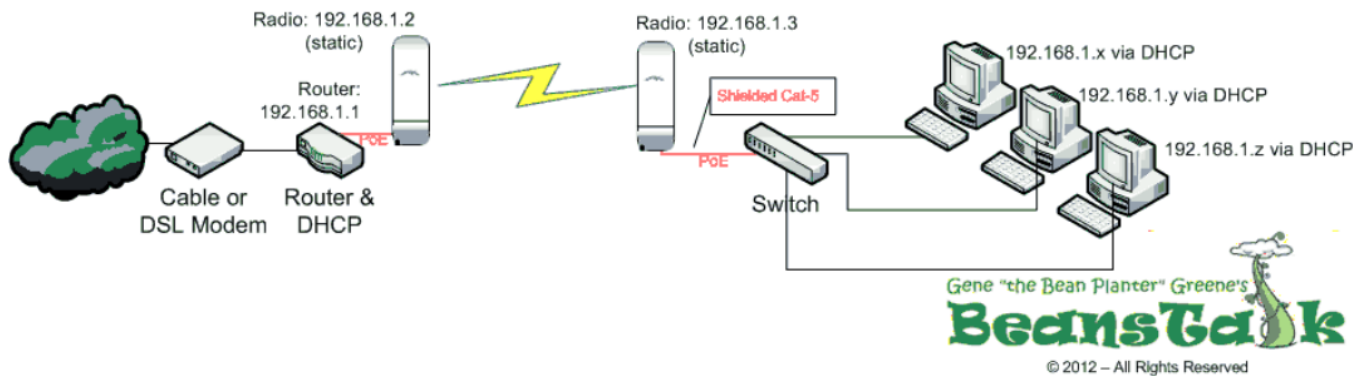 Radio: 192.168.1.2
(static)
Radio: 192.168.1.3
(static)
192.168.1.x via DHCP
Router:
192.168.1.1
Shielded Cat-5
192.168.1.y via DHCP
PoE
PoE
192.168.1.z via DHCP
Cable or
DSL Modem
Router &
DHCP
Switch
Gene "the Bean Planter" Greene's
BeansTalk
© 2012 – All Rights Reserved